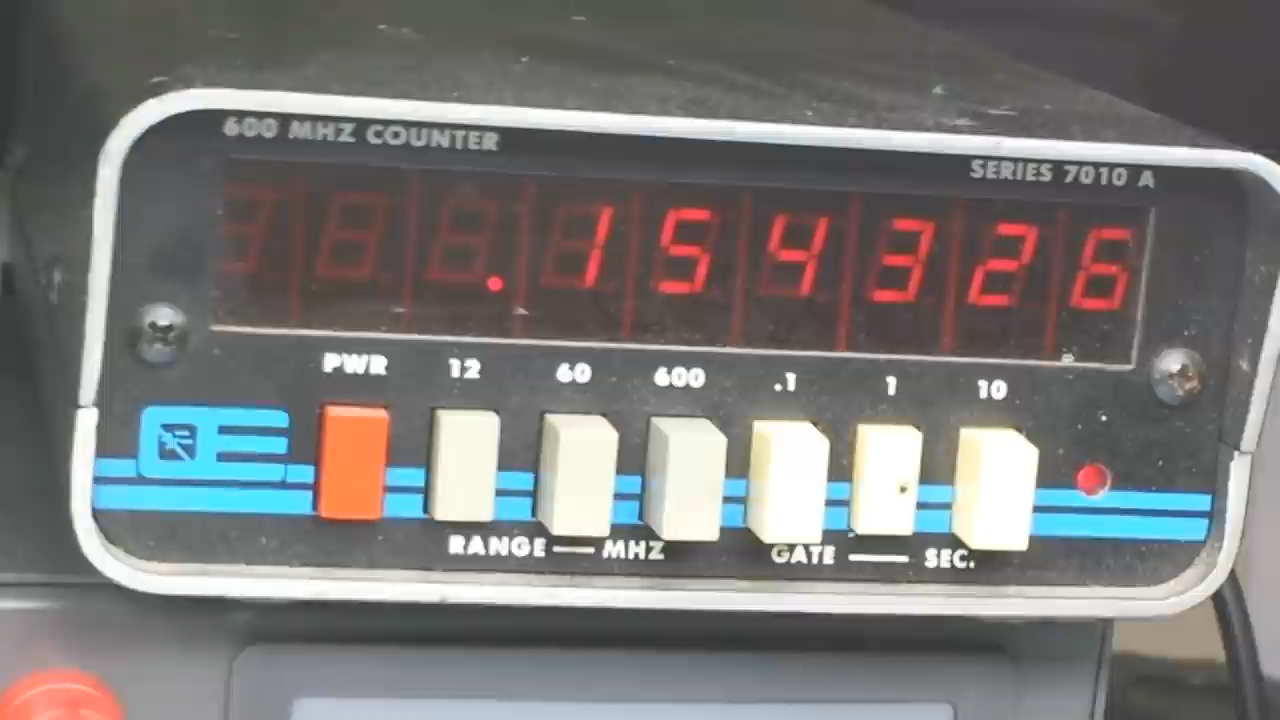 600 MHZ COUNTER
SERIES 7010 A
.154326
PWR 12 60 600 .1 1 10
RANGE — MHZ GATE — SEC.